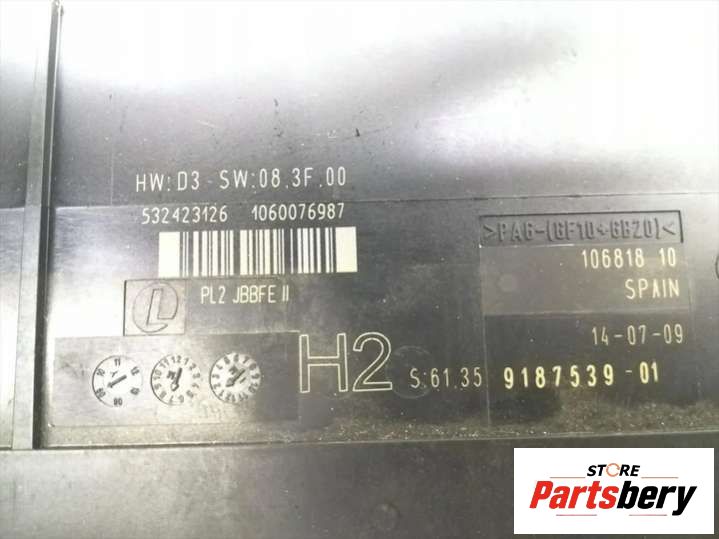 HW:D3 - SW:08.3F.00
532423126 1060076987
>PA6-(GF10+GB20)<
106818 10
PL2 JBBFE II
SPAIN
L
14-07-09
H2
S:61.35 9187539-01
STORE
Partsbery